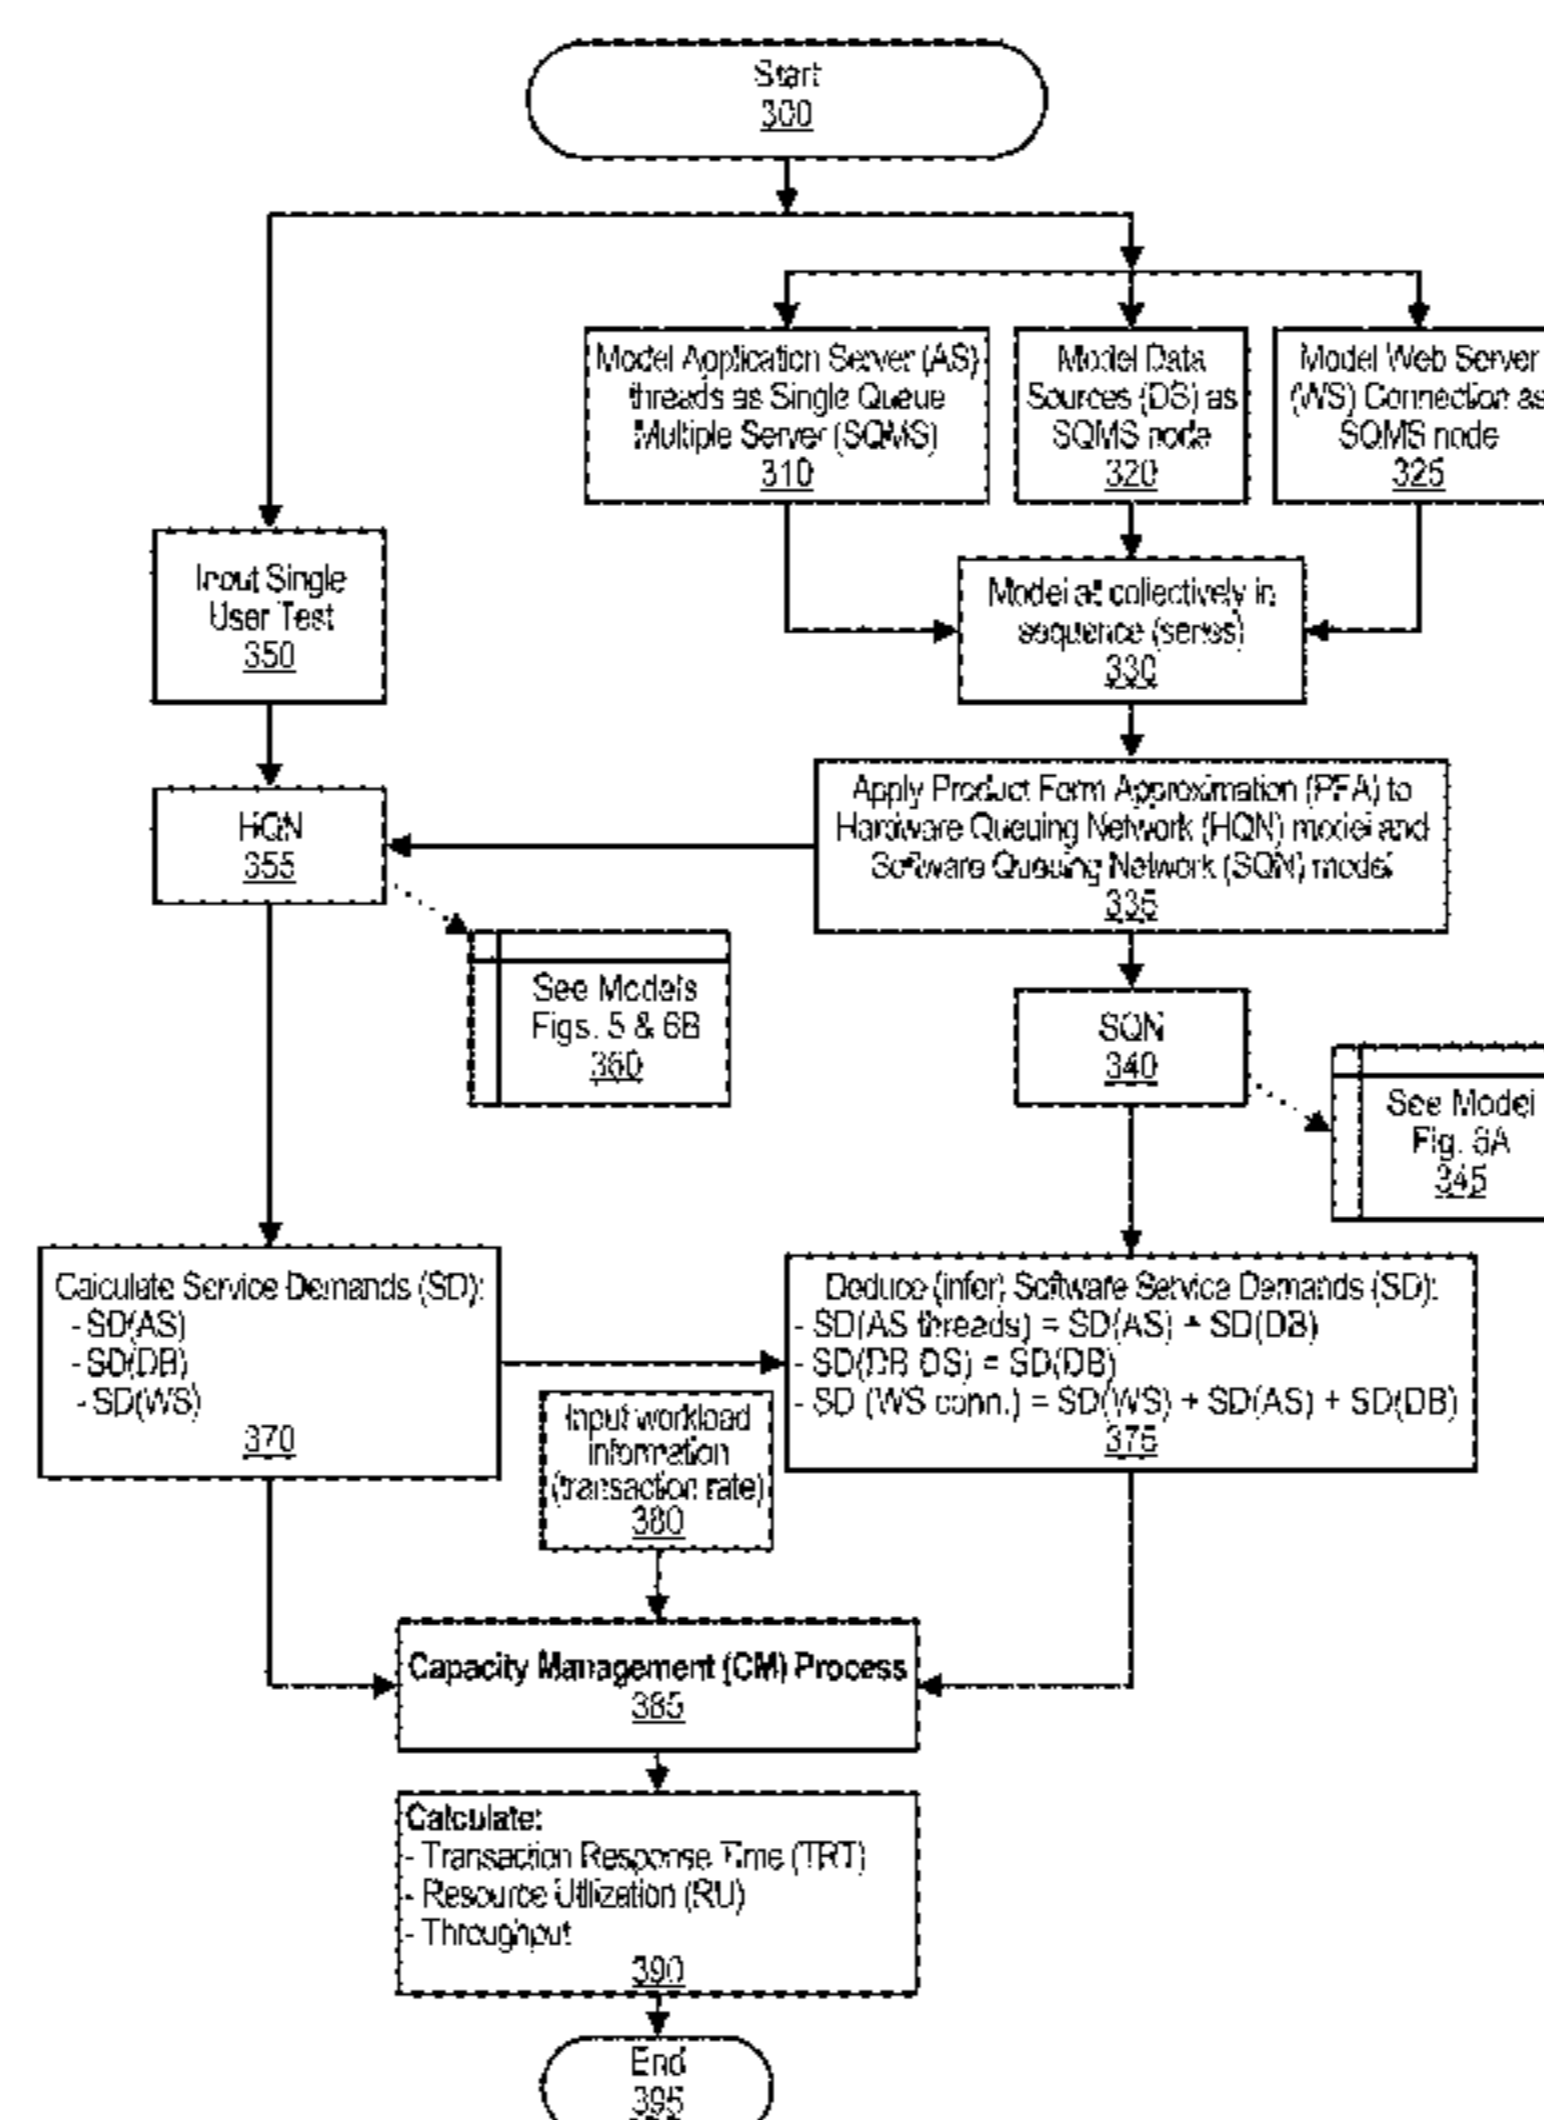 Start
300
Model Application Server (AS)
threads as Single Queue
Multiple Server (SQMS)
310
Model Data
Sources (DS) as
SQMS node
320
Model Web Server
(WS) Connection as
SQMS node
325
Input Single
User Test
350
Model all collectively in
sequence (series)
330
HQN
355
Apply Product Form Approximation (PFA) to
Hardware Queuing Network (HQN) model and
Software Queuing Network (SQN) model
335
See Models
Figs. 5 & 6B
360
SQN
340
See Model
Fig. 6A
345
Calculate Service Demands (SD):
- SD(AS)
- SD(DB)
- SD(WS)
370
Deduce (infer) Software Service Demands (SD):
- SD(AS threads) = SD(AS) + SD(DB)
- SD(DB DS) = SD(DB)
- SD (WS conn.) = SD(WS) + SD(AS) + SD(DB)
375
Input workload
information
(transaction rate)
380
Capacity Management (CM) Process
385
Calculate:
- Transaction Response Time (TRT)
- Resource Utilization (RU)
- Throughput
390
End
395